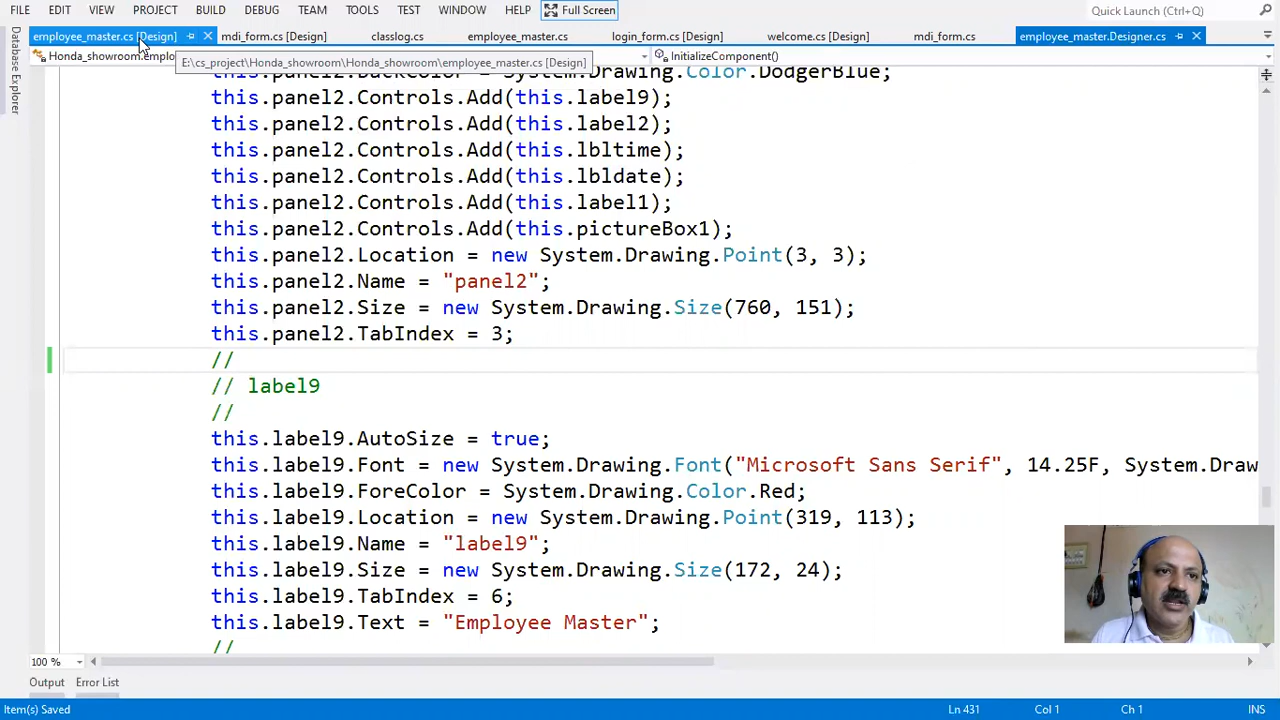 FILE EDIT VIEW PROJECT BUILD DEBUG TEAM TOOLS TEST WINDOW HELP Full Screen Quick Launch (Ctrl+Q)
employee_master.cs [Design] mdi_form.cs [Design] classlog.cs employee_master.cs login_form.cs [Design] welcome.cs [Design] mdi_form.cs employee_master.Designer.cs
Honda_showroom.emplo InitializeComponent()
E:\cs_project\Honda_showroom\Honda_showroom\employee_master.cs [Design]
Database Explorer
this.panel2.BackColor = System.Drawing.Color.DodgerBlue;
this.panel2.Controls.Add(this.label9);
this.panel2.Controls.Add(this.label2);
this.panel2.Controls.Add(this.lbltime);
this.panel2.Controls.Add(this.lbldate);
this.panel2.Controls.Add(this.label1);
this.panel2.Controls.Add(this.pictureBox1);
this.panel2.Location = new System.Drawing.Point(3, 3);
this.panel2.Name = "panel2";
this.panel2.Size = new System.Drawing.Size(760, 151);
this.panel2.TabIndex = 3;
//
// label9
//
this.label9.AutoSize = true;
this.label9.Font = new System.Drawing.Font("Microsoft Sans Serif", 14.25F, System.Draw
this.label9.ForeColor = System.Drawing.Color.Red;
this.label9.Location = new System.Drawing.Point(319, 113);
this.label9.Name = "label9";
this.label9.Size = new System.Drawing.Size(172, 24);
this.label9.TabIndex = 6;
this.label9.Text = "Employee Master";
//
100 %
Output Error List
Item(s) Saved Ln 431 Col 1 Ch 1 INS